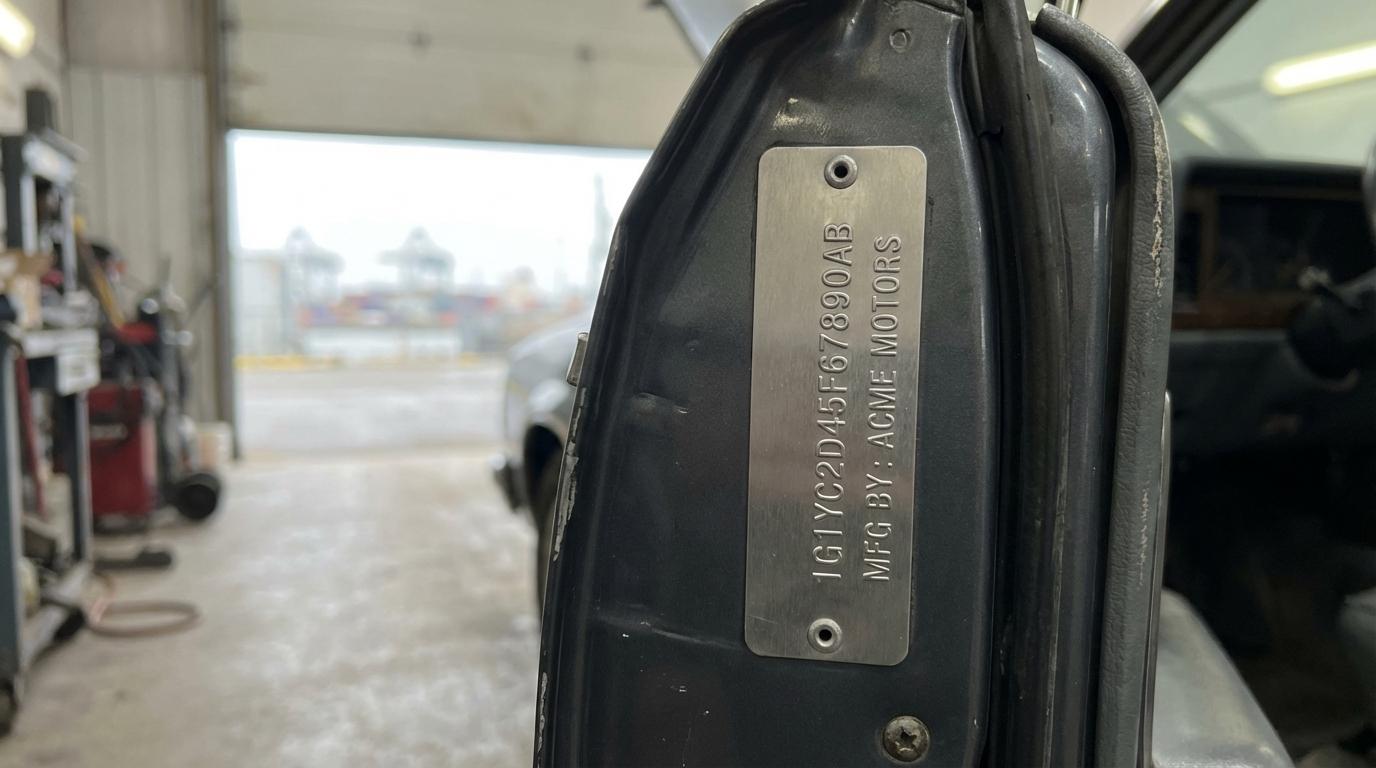 1G1YC2D45F67890AB
MFG BY: ACME MOTORS